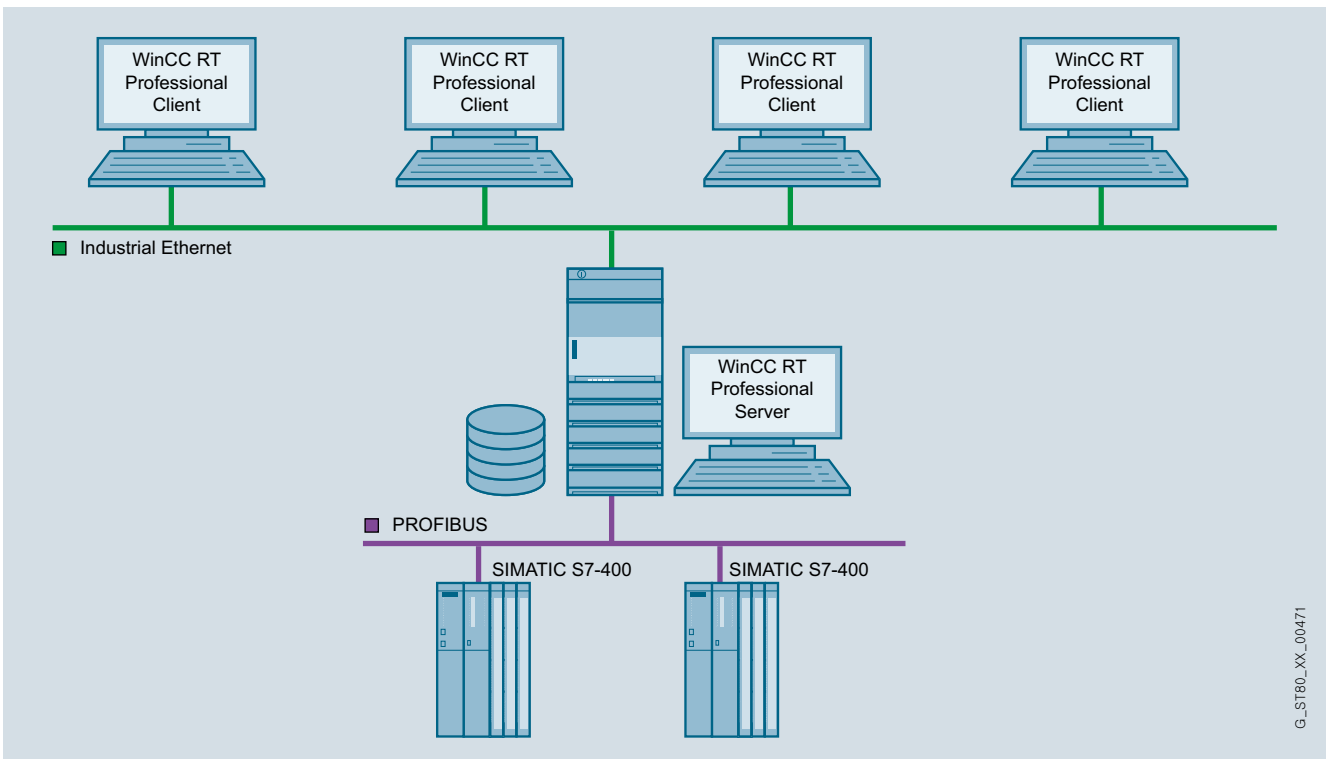 WinCC RT
Professional
Client
WinCC RT
Professional
Client
WinCC RT
Professional
Client
WinCC RT
Professional
Client
Industrial Ethernet
WinCC RT
Professional
Server
PROFIBUS
SIMATIC S7-400
SIMATIC S7-400
G_ST80_XX_00471